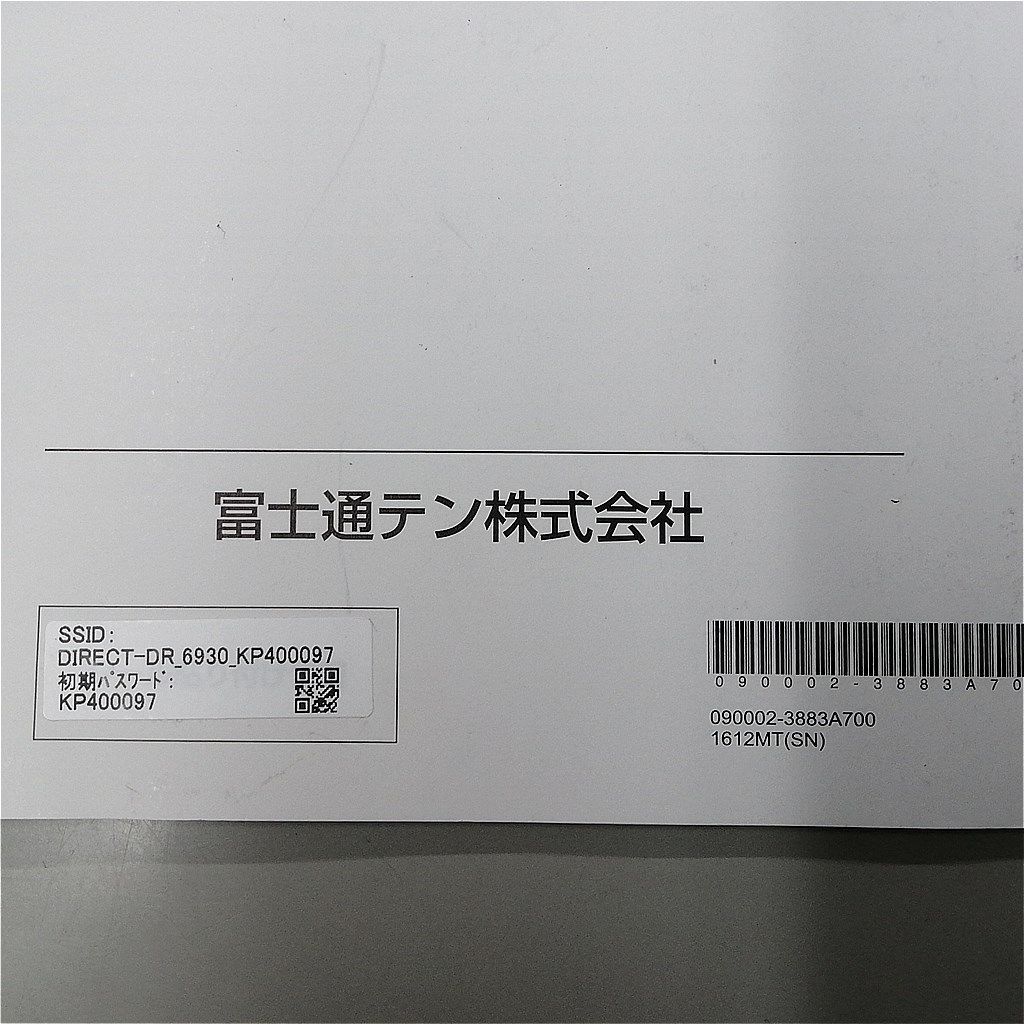 富士通テン株式会社
SSID:
DIRECT-DR_6930_KP400097
初期ﾊﾟｽﾜｰﾄﾞ:
KP400097
090002-3883A70
090002-3883A700
1612MT(SN)